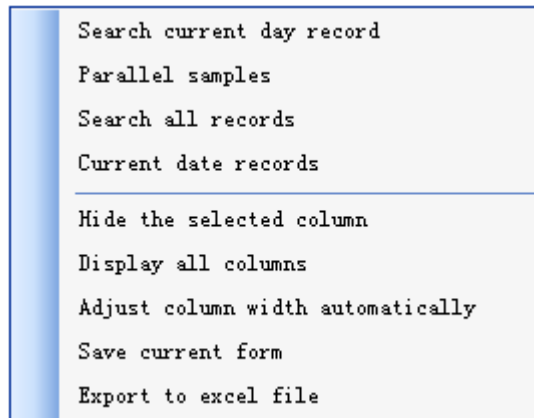 Search current day record
Parallel samples
Search all records
Current date records
Hide the selected column
Display all columns
Adjust column width automatically
Save current form
Export to excel file